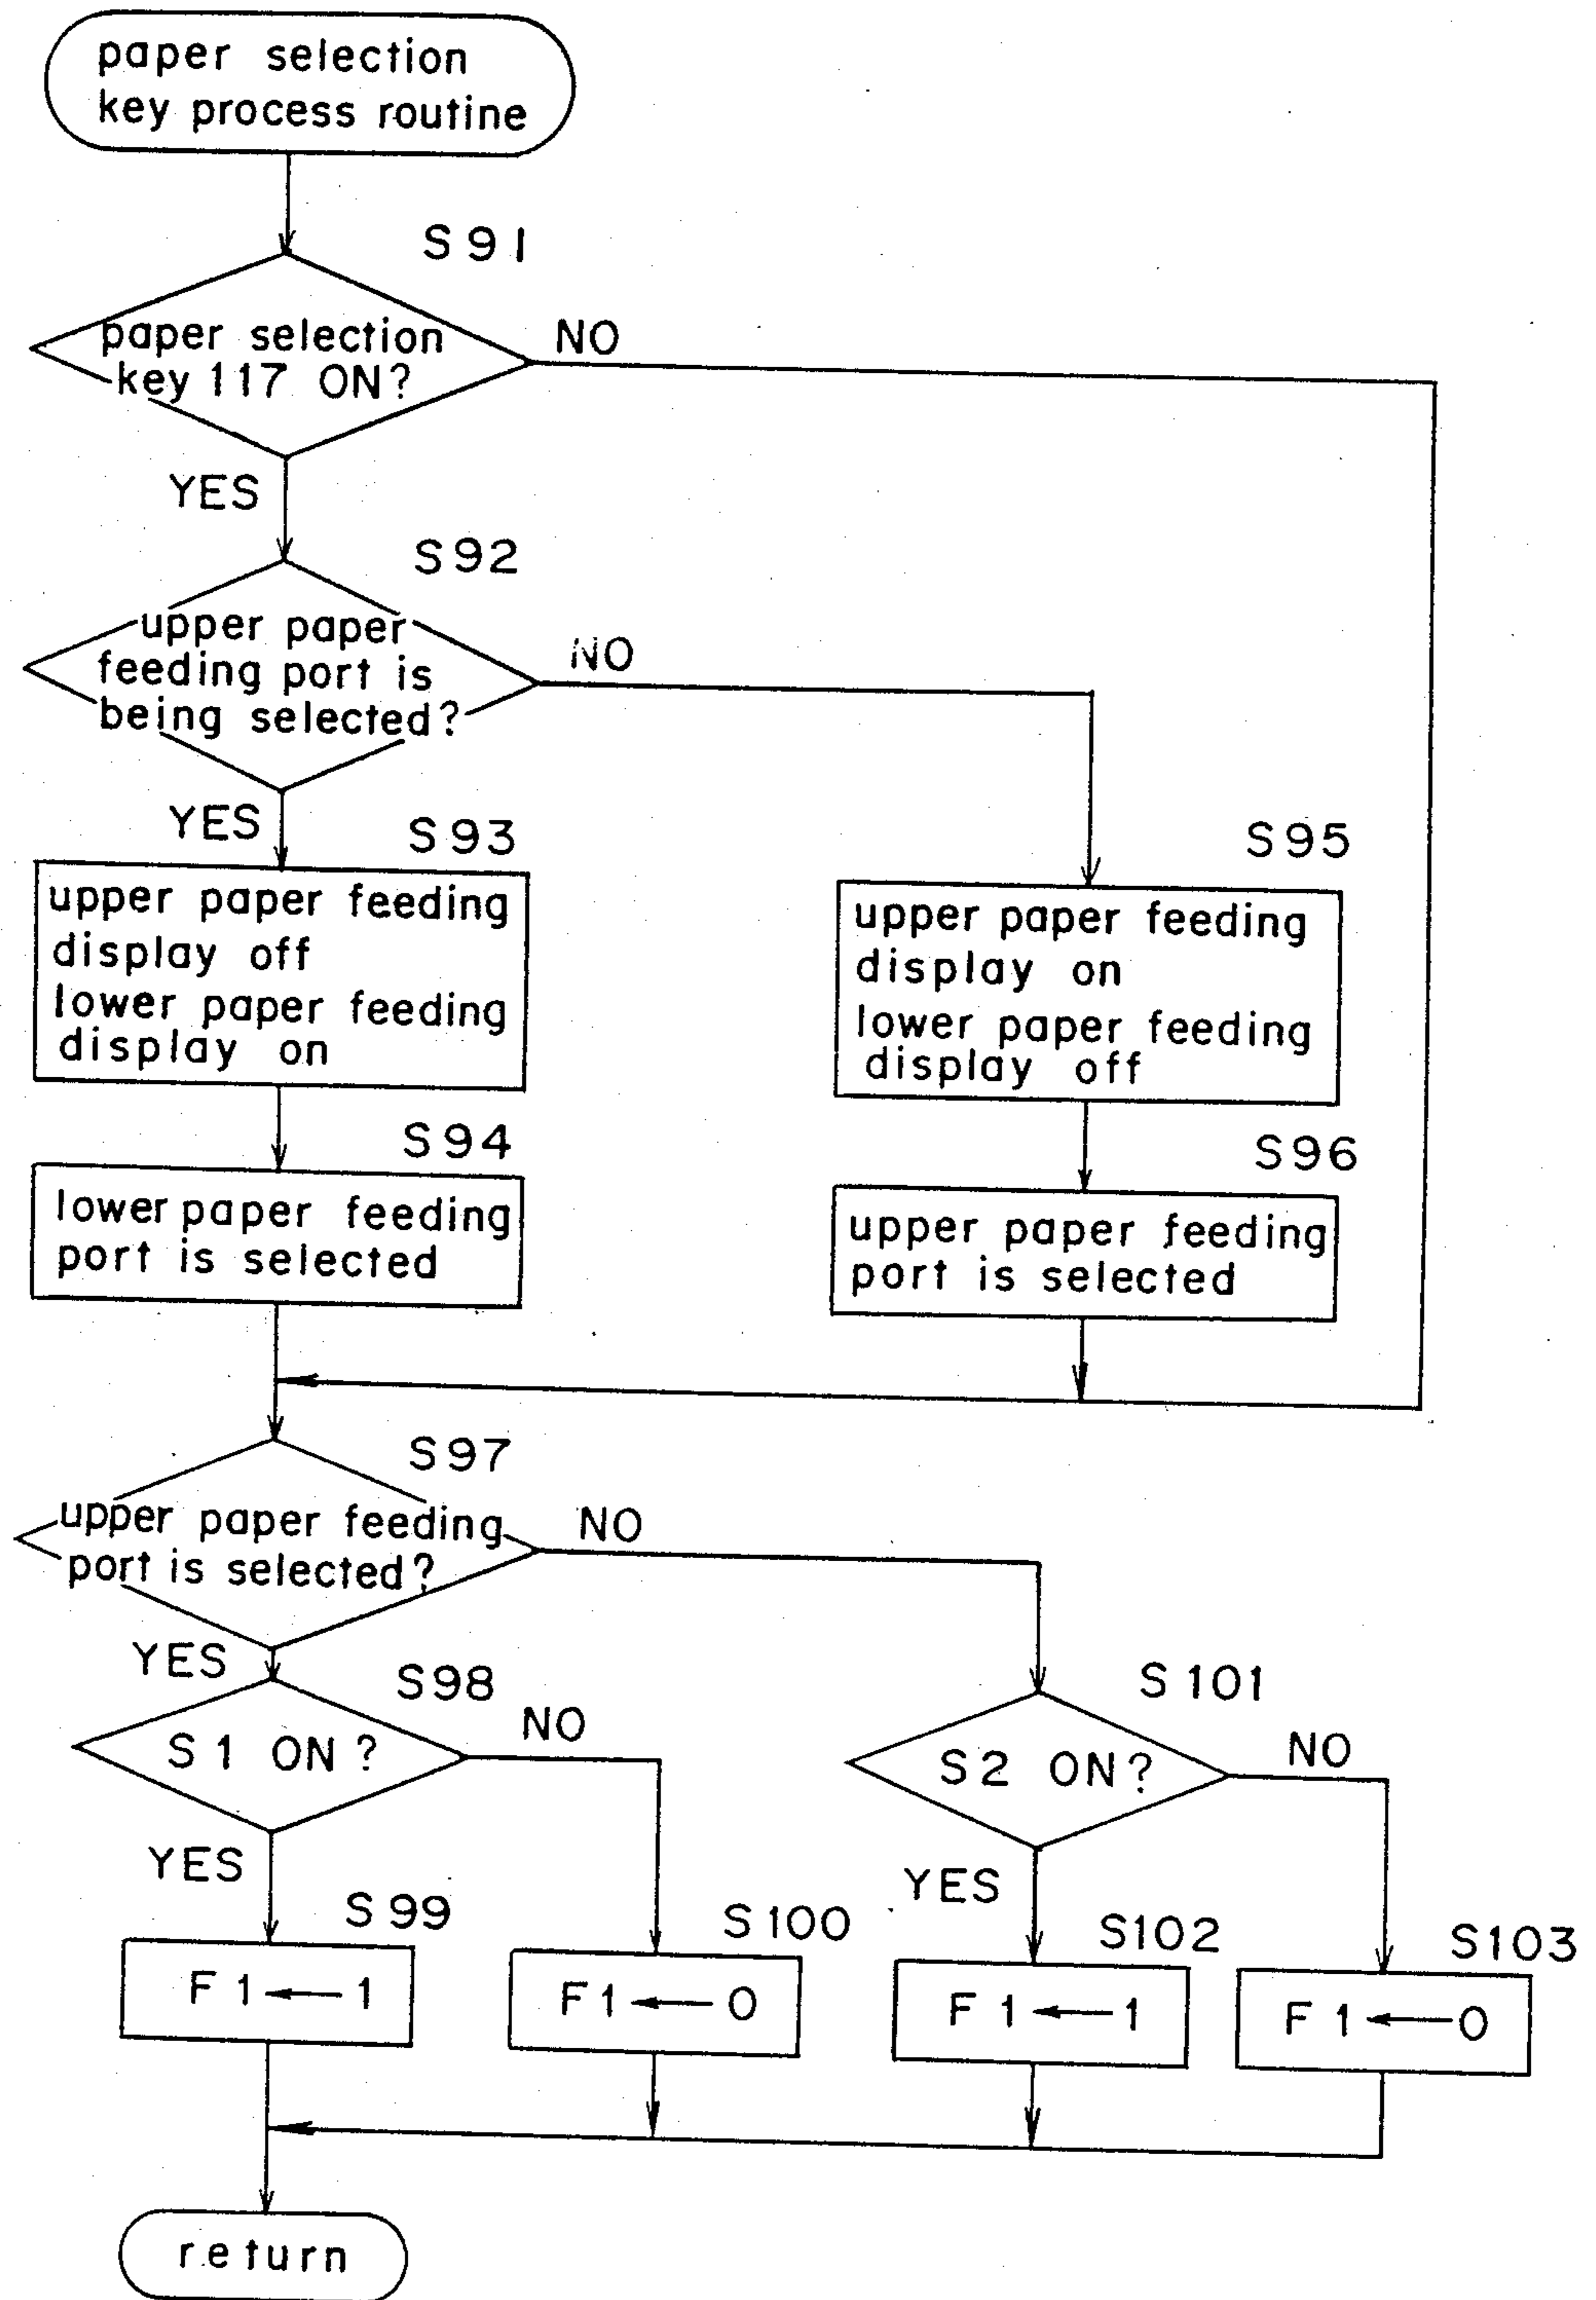 paper selection
key process routine
S91
paper selection
key 117 ON?
NO
YES
S92
upper paper
feeding port is
being selected?
NO
YES
S93
upper paper feeding
display off
lower paper feeding
display on
S95
upper paper feeding
display on
lower paper feeding
display off
S94
lower paper feeding
port is selected
S96
upper paper feeding
port is selected
S97
upper paper feeding
port is selected?
NO
YES
S98
S1 ON?
NO
S101
S2 ON?
NO
YES
S99
F1 ← 1
S100
F1 ← 0
YES
S102
F1 ← 1
S103
F1 ← 0
return